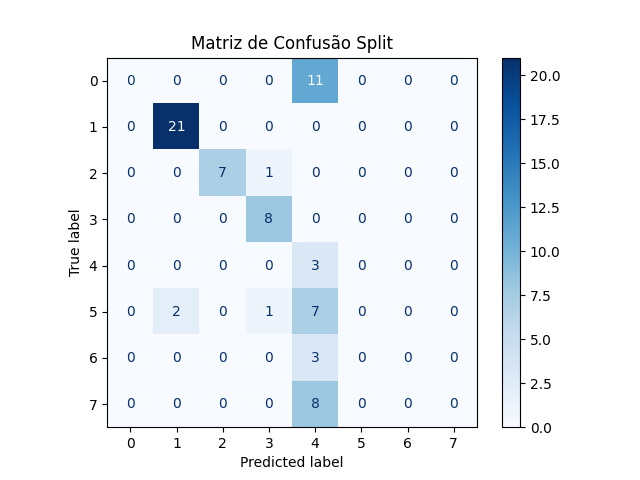 Matriz de Confusão Split
True label
0 0 0 0 0 11 0 0 0
1 0 21 0 0 0 0 0 0
2 0 0 7 1 0 0 0 0
3 0 0 0 8 0 0 0 0
4 0 0 0 0 3 0 0 0
5 0 2 0 1 7 0 0 0
6 0 0 0 0 3 0 0 0
7 0 0 0 0 8 0 0 0
0 1 2 3 4 5 6 7
Predicted label
20.0
17.5
15.0
12.5
10.0
7.5
5.0
2.5
0.0